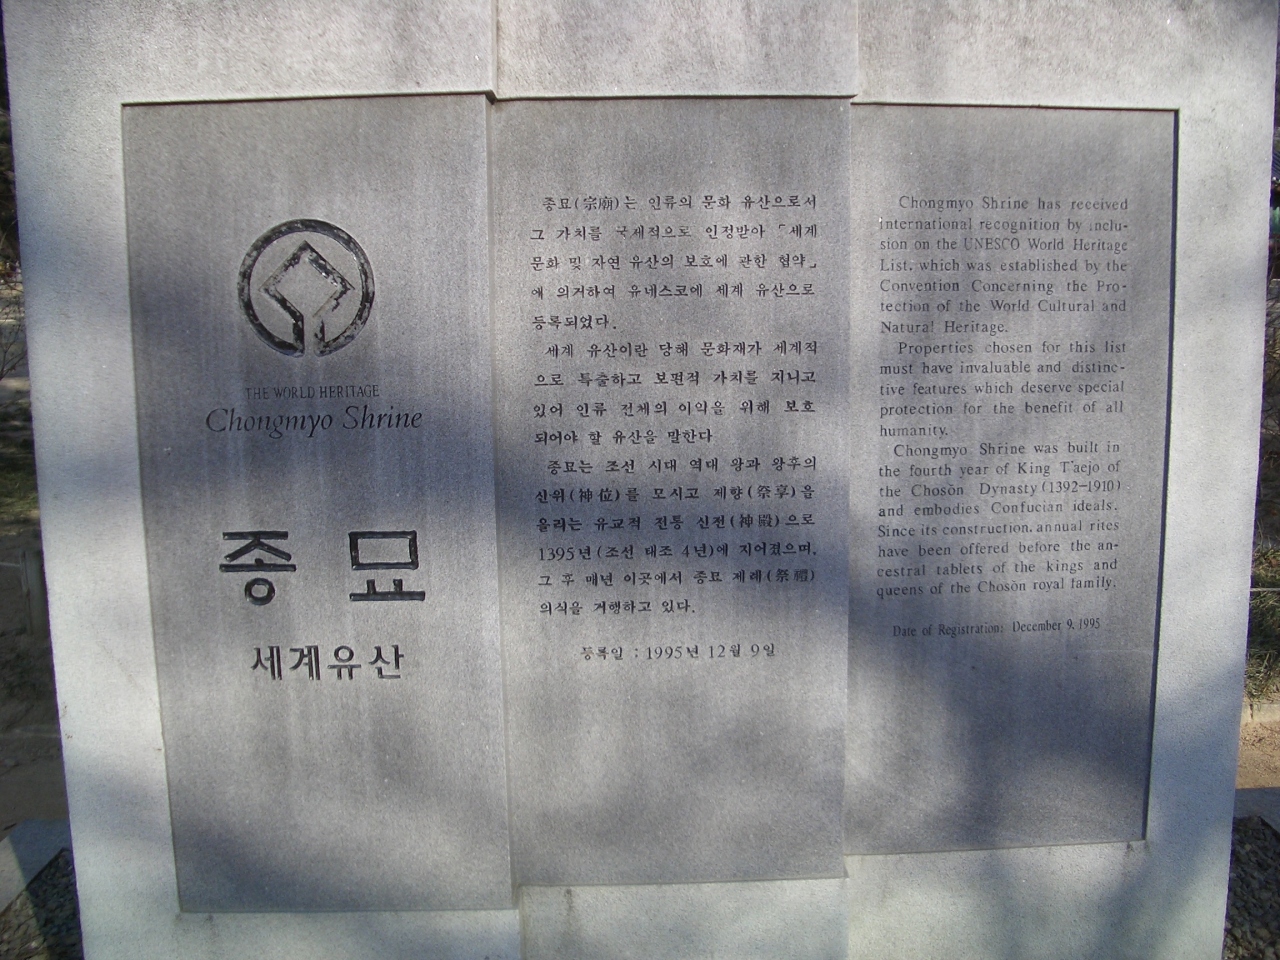 THE WORLD HERITAGE
Chongmyo Shrine
종 묘
세계유산
종묘(宗廟)는 인류의 문화 유산으로서
그 가치를 국제적으로 인정받아 「세계
문화 및 자연 유산의 보호에 관한 협약」
에 의거하여 유네스코에 세계 유산으로
등록되었다.
세계 유산이란 당해 문화재가 세계적
으로 특출하고 보편적 가치를 지니고
있어 인류 전체의 이익을 위해 보호
되어야 할 유산을 말한다
종묘는 조선 시대 역대 왕과 왕후의
신위(神位)를 모시고 제향(祭享)을
올리는 유교적 전통 신전(神殿)으로
1395년(조선 태조 4년)에 지어졌으며,
그 후 매년 이곳에서 종묘 제례(祭禮)
의식을 거행하고 있다.
등록일 : 1995년 12월 9일
Chongmyo Shrine has received
international recognition by inclu-
sion on the UNESCO World Heritage
List, which was established by the
Convention Concerning the Pro-
tection of the World Cultural and
Natural Heritage.
Properties chosen for this list
must have invaluable and distinc-
tive features which deserve special
protection for the benefit of all
humanity.
Chongmyo Shrine was built in
the fourth year of King T'aejo of
the Chosŏn Dynasty (1392-1910)
and embodies Confucian ideals.
Since its construction, annual rites
have been offered before the an-
cestral tablets of the kings and
queens of the Chosŏn royal family.
Date of Registration: December 9, 1995